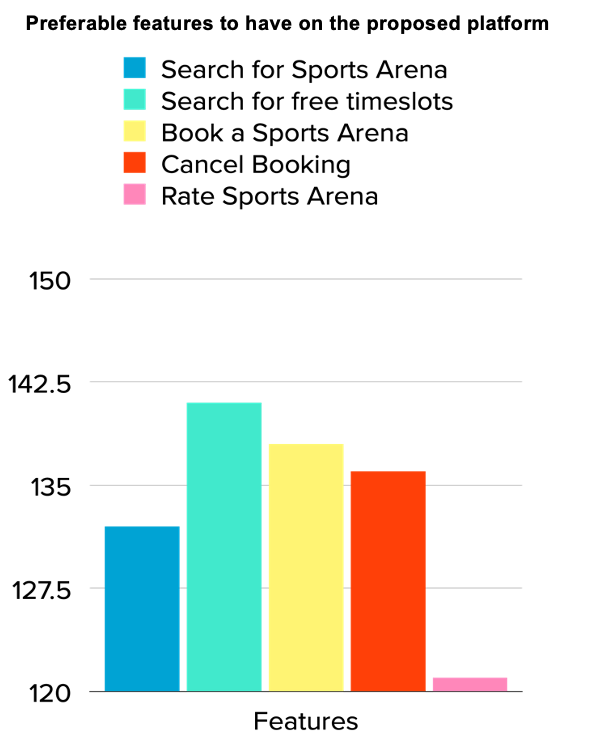 Preferable features to have on the proposed platform
Search for Sports Arena
Search for free timeslots
Book a Sports Arena
Cancel Booking
Rate Sports Arena
150
142.5
135
127.5
120
Features